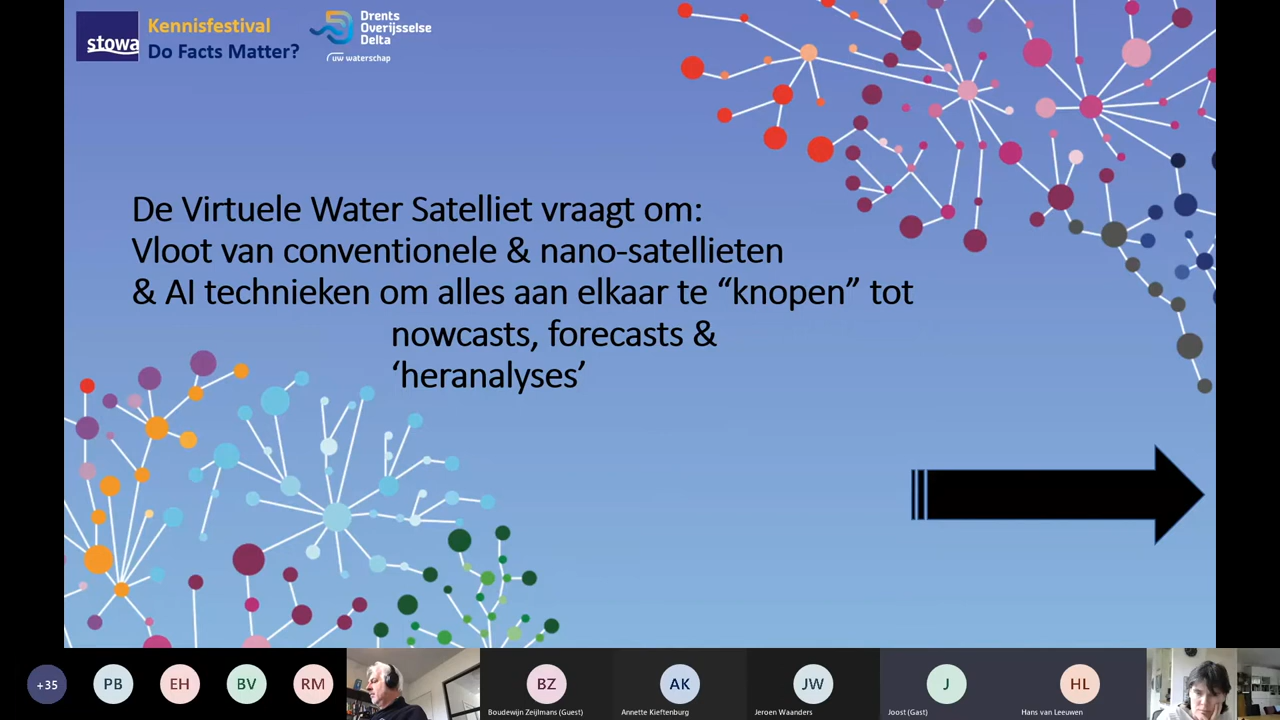 stowa
Kennisfestival
Do Facts Matter?
Drents
Overijsselse
Delta
uw waterschap
De Virtuele Water Satelliet vraagt om:
Vloot van conventionele & nano-satellieten
& AI technieken om alles aan elkaar te “knopen” tot
nowcasts, forecasts &
‘heranalyses’
+35
PB
EH
BV
RM
BZ
AK
JW
J
HL
Boudewijn Zeijlmans (Guest)
Annette Kieftenburg
Jeroen Waanders
Joost (Gast)
Hans van Leeuwen